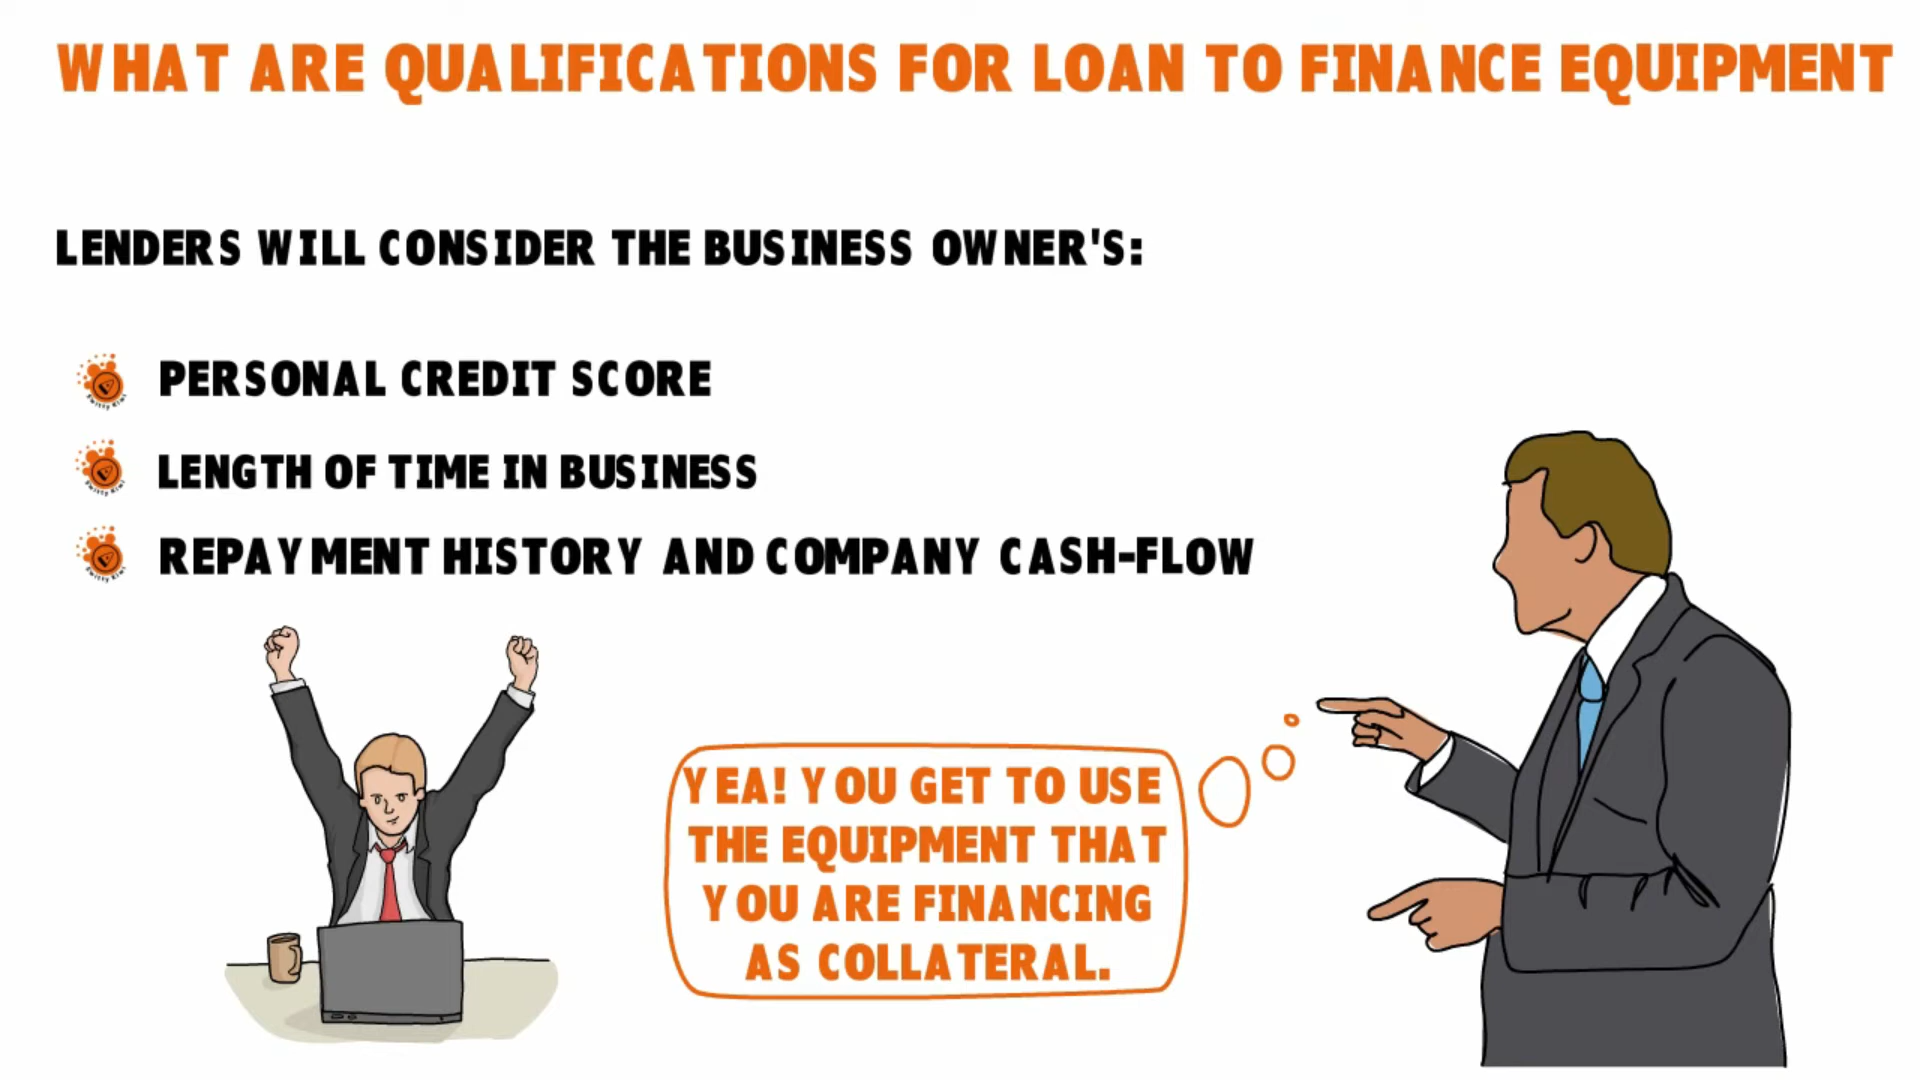 WHAT ARE QUALIFICATIONS FOR LOAN TO FINANCE EQUIPMENT
LENDERS WILL CONSIDER THE BUSINESS OWNER'S:
PERSONAL CREDIT SCORE
LENGTH OF TIME IN BUSINESS
REPAYMENT HISTORY AND COMPANY CASH-FLOW
YEA! YOU GET TO USE
THE EQUIPMENT THAT
YOU ARE FINANCING
AS COLLATERAL.